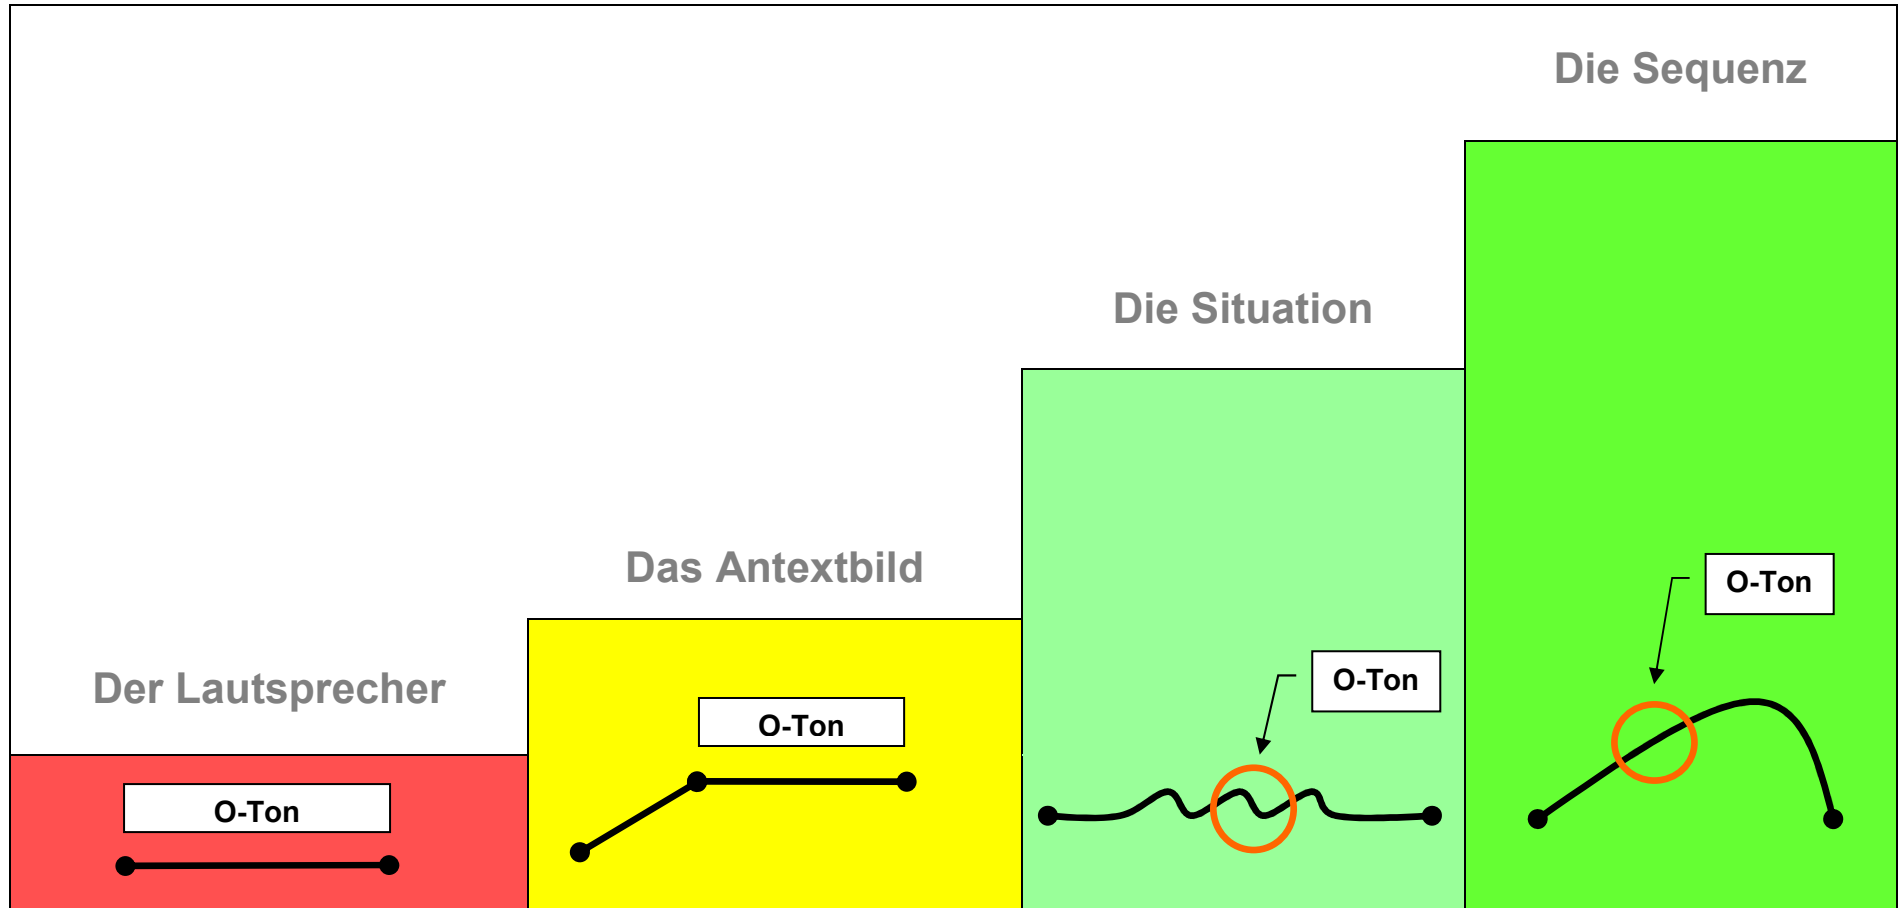 Die Sequenz
Die Situation
Das Antextbild
Der Lautsprecher
O-Ton
O-Ton
O-Ton
O-Ton